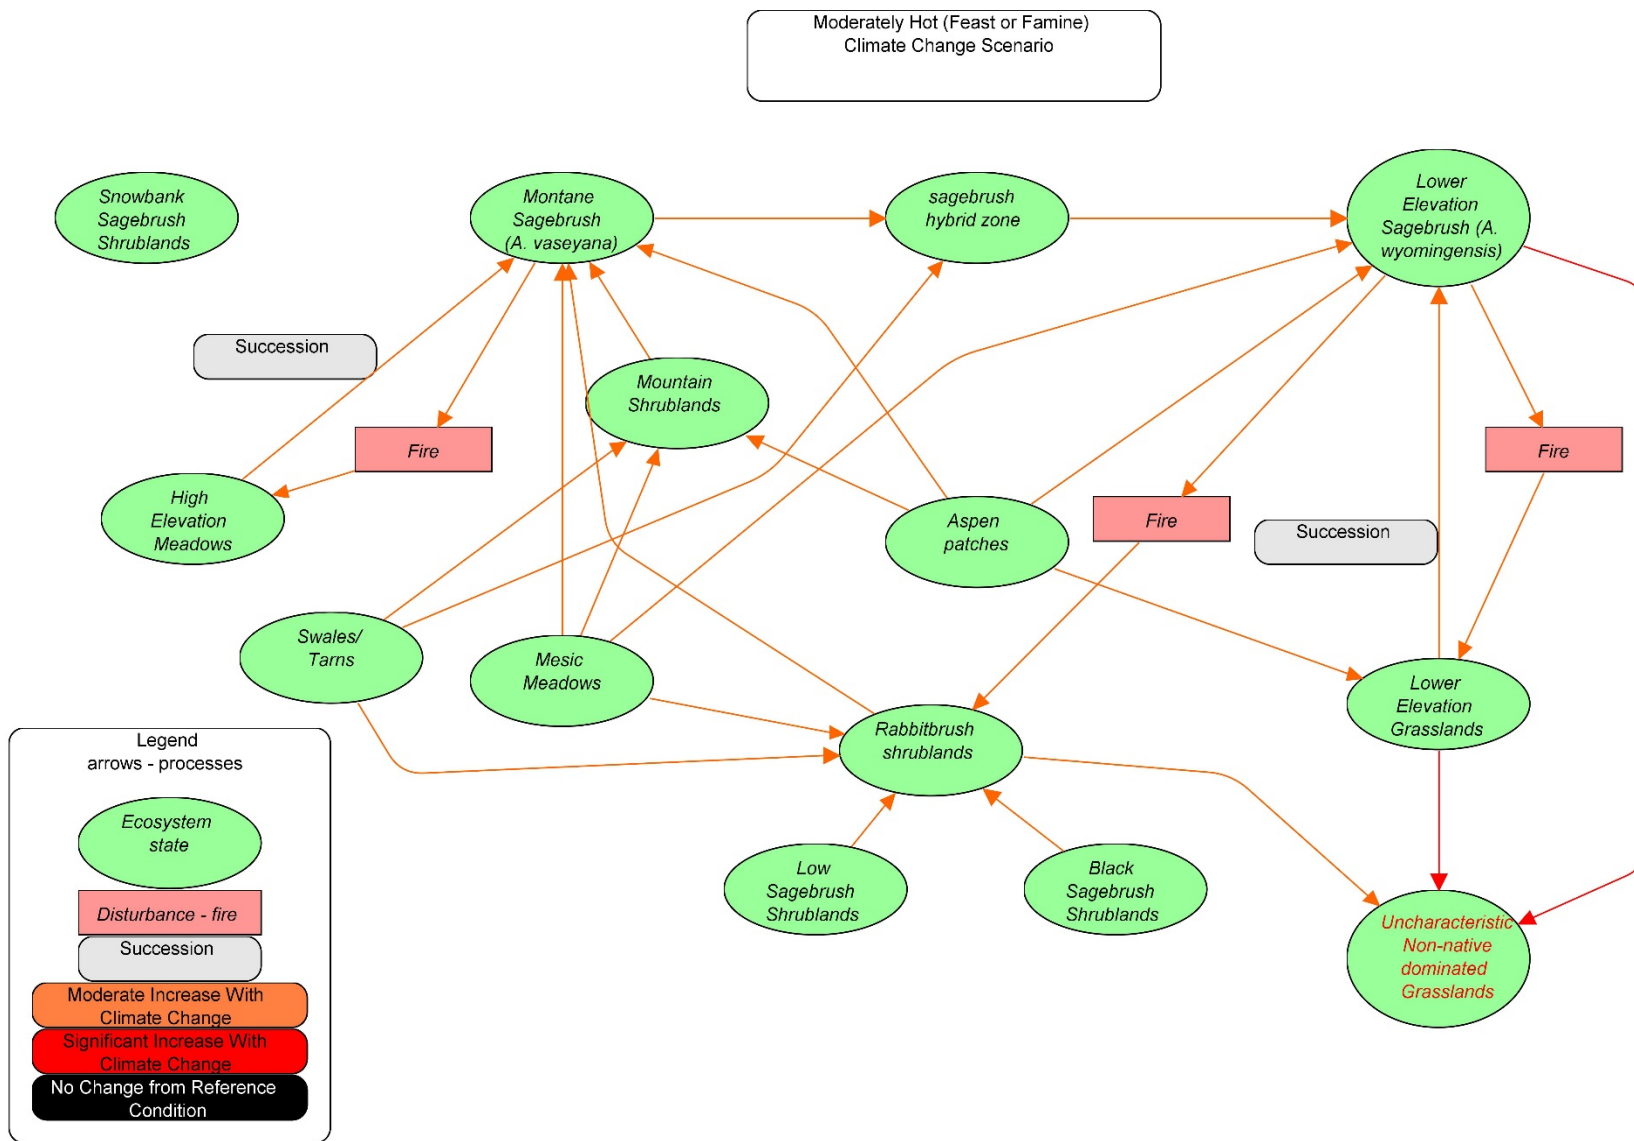 Moderately Hot (Feast or Famine)
Climate Change Scenario
Snowbank
Sagebrush
Shrublands
Montane
Sagebrush
(A. vaseyana)
sagebrush
hybrid zone
Lower
Elevation
Sagebrush (A.
wyomingensis)
Succession
Mountain
Shrublands
Fire
Fire
High
Elevation
Meadows
Aspen
patches
Fire
Succession
Swales/
Tarns
Mesic
Meadows
Lower
Elevation
Grasslands
Rabbitbrush
shrublands
Low
Sagebrush
Shrublands
Black
Sagebrush
Shrublands
Uncharacteristic
Non-native
dominated
Grasslands
Legend
arrows - processes
Ecosystem
state
Disturbance - fire
Succession
Moderate Increase With
Climate Change
Significant Increase With
Climate Change
No Change from Reference
Condition